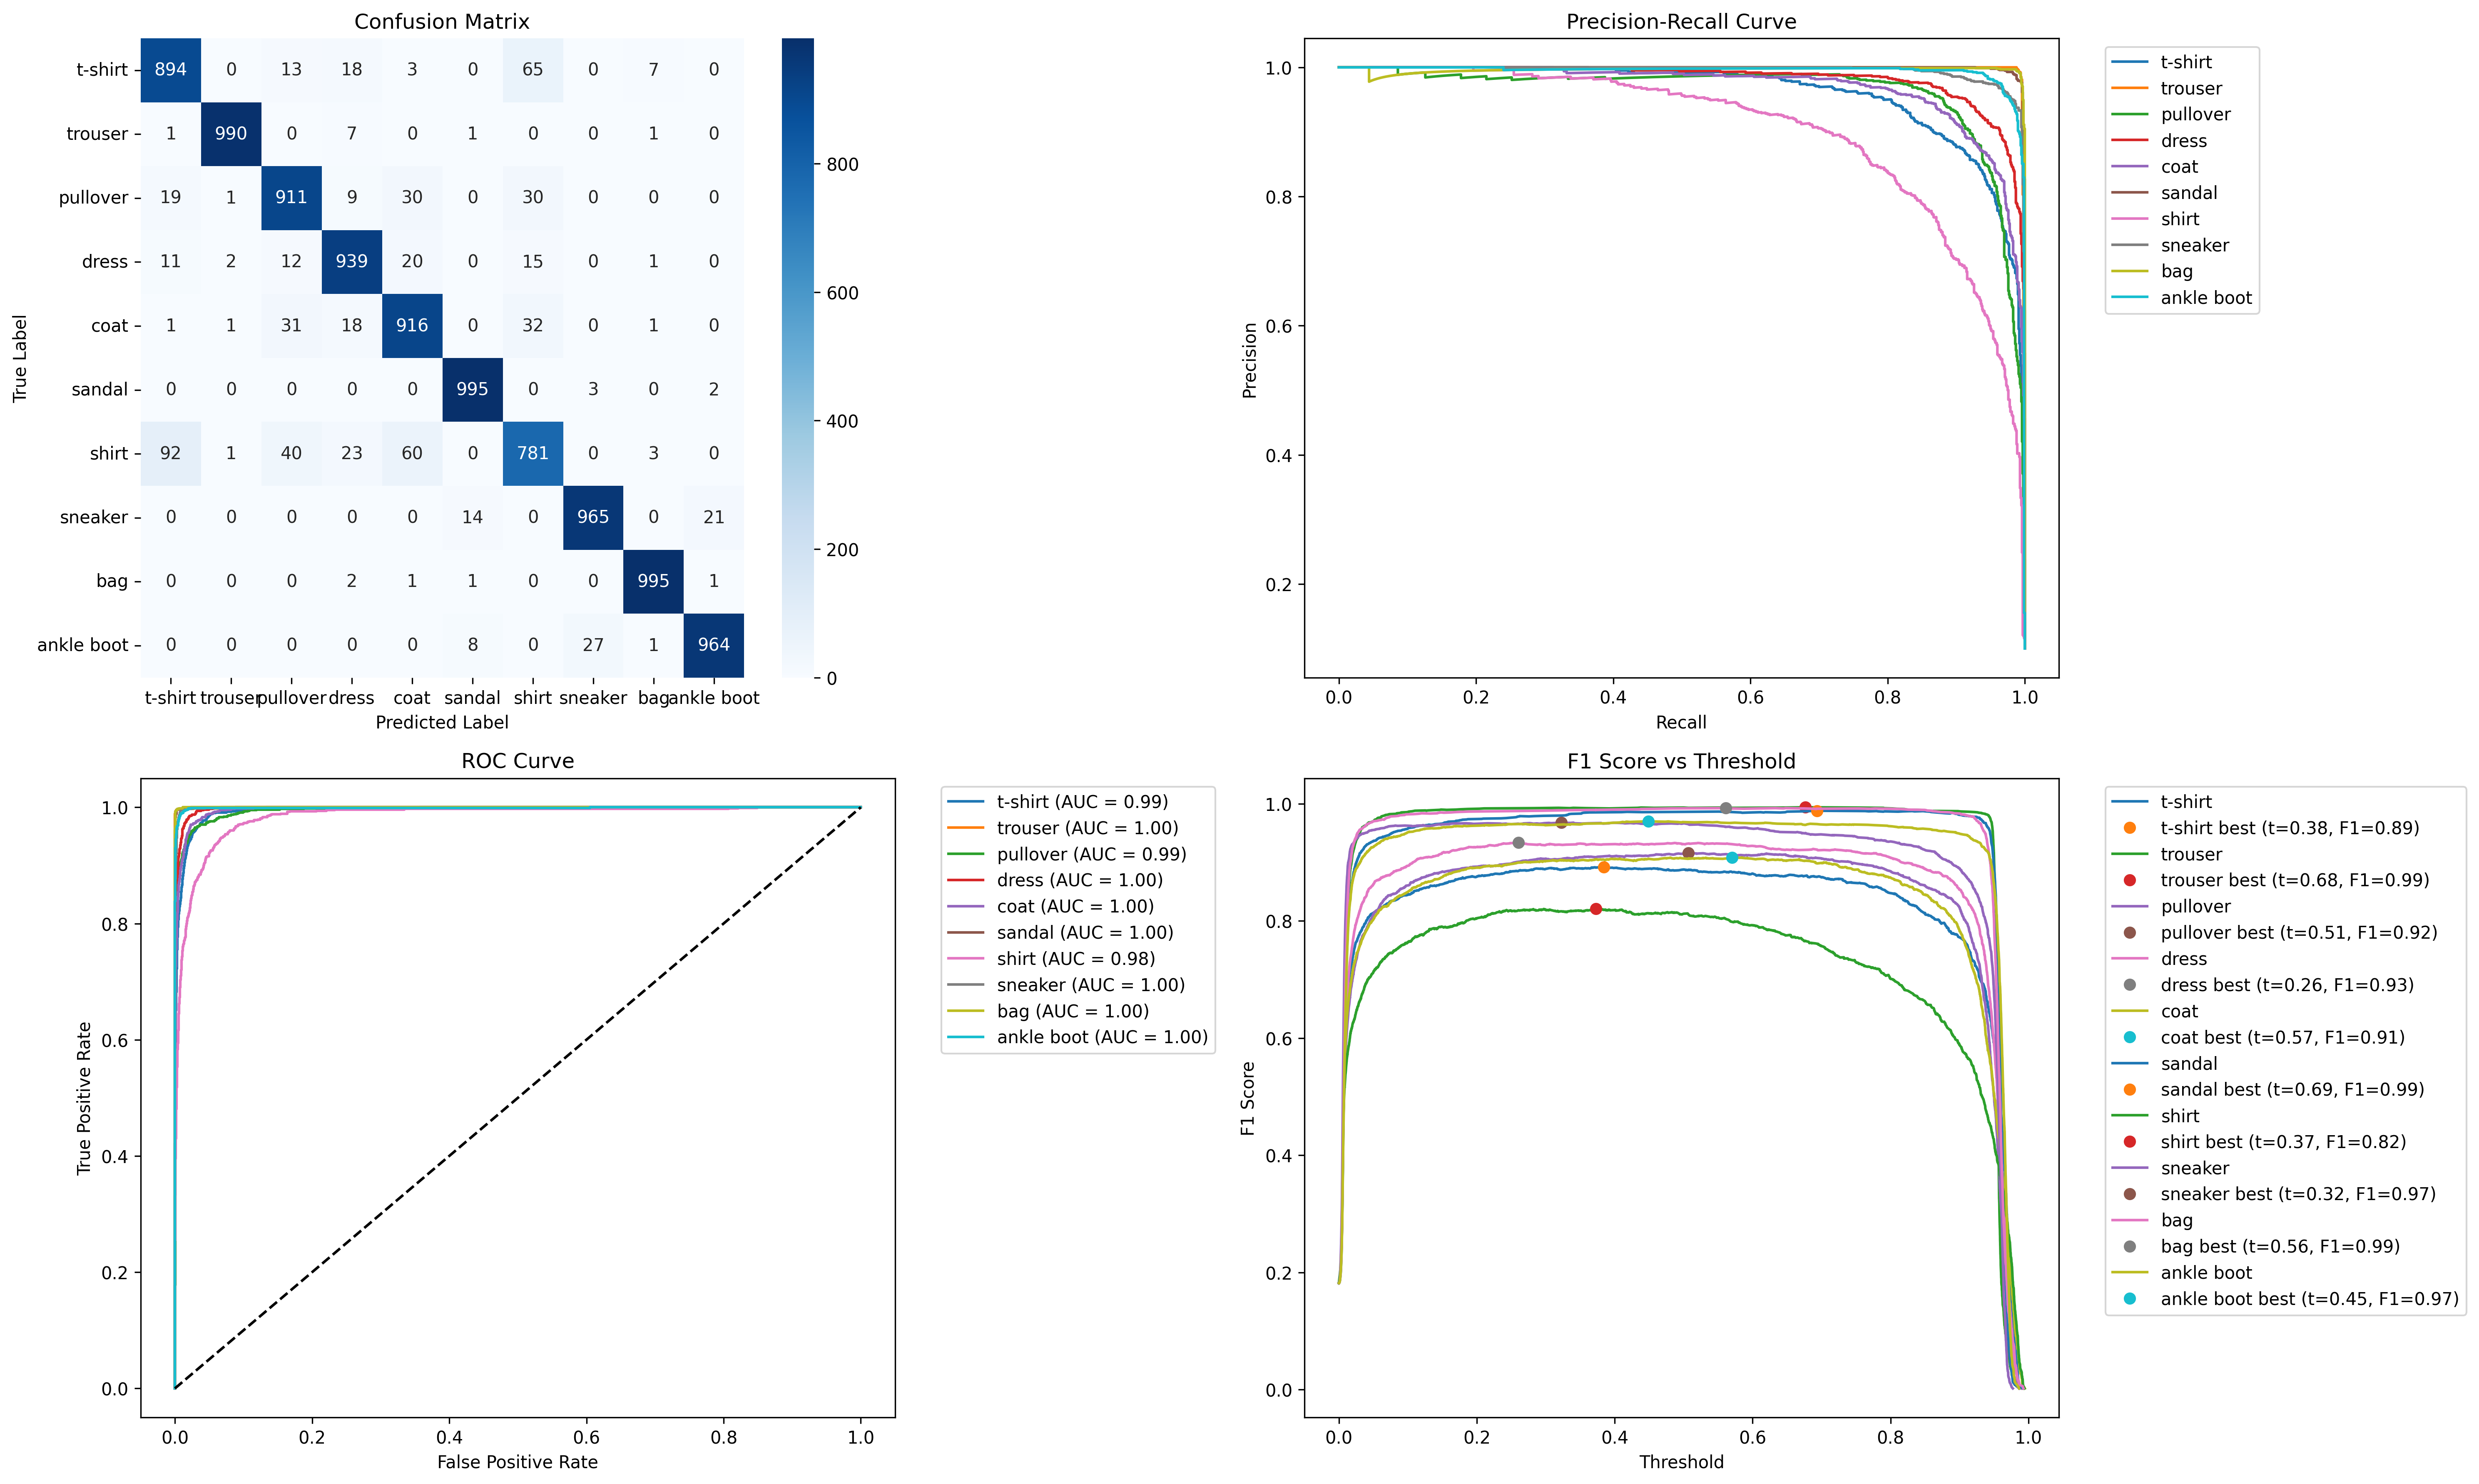 Confusion Matrix
True Label
t-shirt 894 0 13 18 3 0 65 0 7 0
trouser 1 990 0 7 0 1 0 0 1 0
pullover 19 1 911 9 30 0 30 0 0 0
dress 11 2 12 939 20 0 15 0 1 0
coat 1 1 31 18 916 0 32 0 1 0
sandal 0 0 0 0 0 995 0 3 0 2
shirt 92 1 40 23 60 0 781 0 3 0
sneaker 0 0 0 0 0 14 0 965 0 21
bag 0 0 0 2 1 1 0 0 995 1
ankle boot 0 0 0 0 0 8 0 27 1 964
t-shirt trouser pullover dress coat sandal shirt sneaker bag ankle boot
Predicted Label
800
600
400
200
0
Precision-Recall Curve
Precision
1.0
0.8
0.6
0.4
0.2
0.0 0.2 0.4 0.6 0.8 1.0
Recall
t-shirt
trouser
pullover
dress
coat
sandal
shirt
sneaker
bag
ankle boot
ROC Curve
True Positive Rate
1.0
0.8
0.6
0.4
0.2
0.0
0.0 0.2 0.4 0.6 0.8 1.0
False Positive Rate
t-shirt (AUC = 0.99)
trouser (AUC = 1.00)
pullover (AUC = 0.99)
dress (AUC = 1.00)
coat (AUC = 1.00)
sandal (AUC = 1.00)
shirt (AUC = 0.98)
sneaker (AUC = 1.00)
bag (AUC = 1.00)
ankle boot (AUC = 1.00)
F1 Score vs Threshold
F1 Score
1.0
0.8
0.6
0.4
0.2
0.0
0.0 0.2 0.4 0.6 0.8 1.0
Threshold
t-shirt
t-shirt best (t=0.38, F1=0.89)
trouser
trouser best (t=0.68, F1=0.99)
pullover
pullover best (t=0.51, F1=0.92)
dress
dress best (t=0.26, F1=0.93)
coat
coat best (t=0.57, F1=0.91)
sandal
sandal best (t=0.69, F1=0.99)
shirt
shirt best (t=0.37, F1=0.82)
sneaker
sneaker best (t=0.32, F1=0.97)
bag
bag best (t=0.56, F1=0.99)
ankle boot
ankle boot best (t=0.45, F1=0.97)